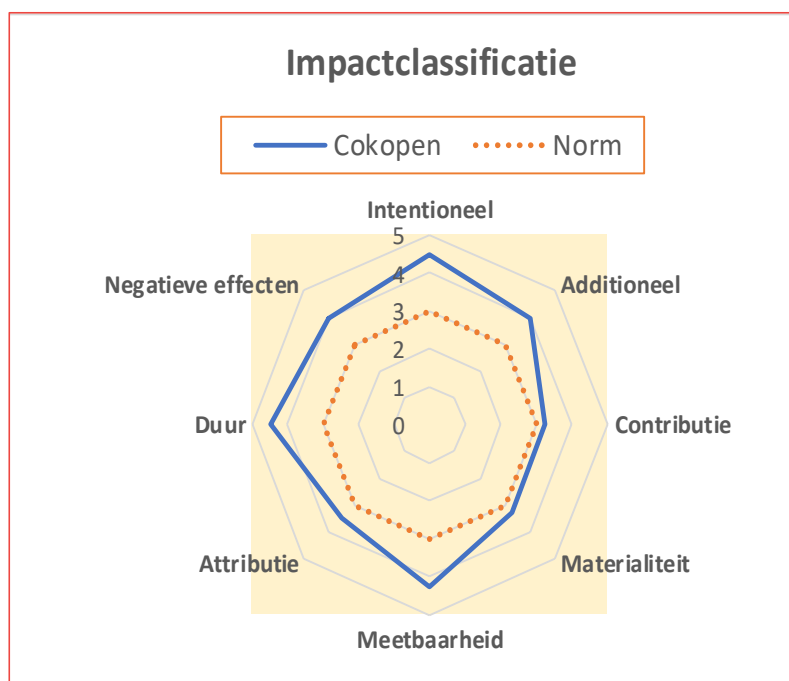 Impactclassificatie
Cokopen Norm
Intentioneel
5
Negatieve effecten Additioneel
4
3
2
1
Duur 0 Contributie
Attributie Materialiteit
Meetbaarheid